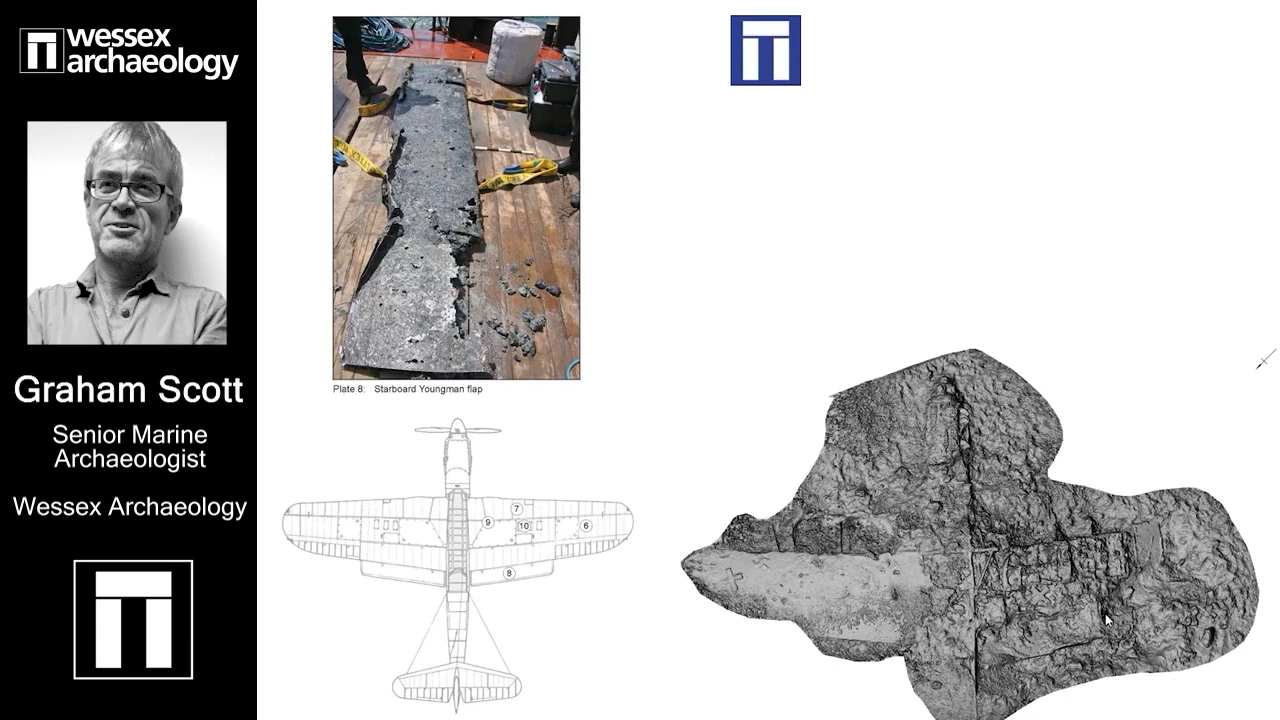 wessex
archaeology
Graham Scott
Senior Marine
Archaeologist
Wessex Archaeology
Plate 8: Starboard Youngman flap
7
9
10
6
8